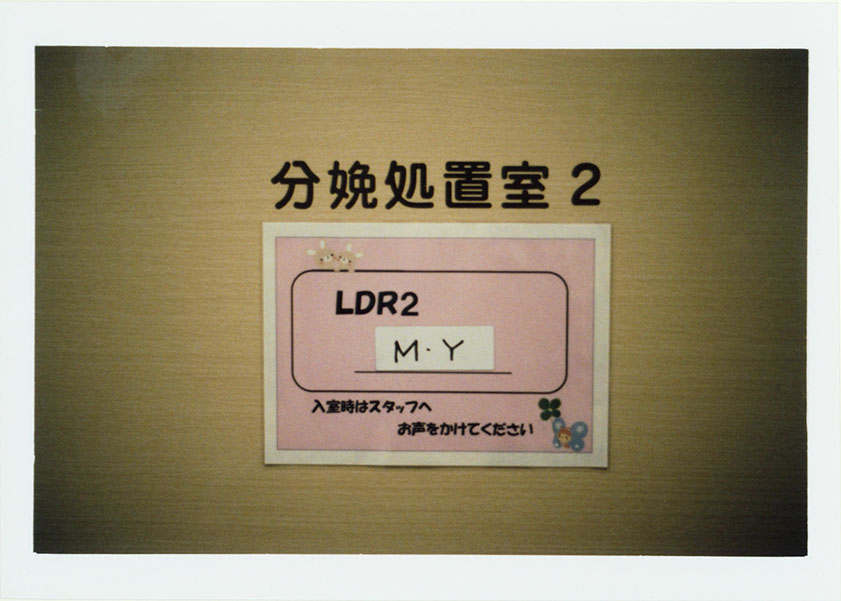 分娩処置室2
LDR2
M・Y
入室時はスタッフへ
お声をかけてください